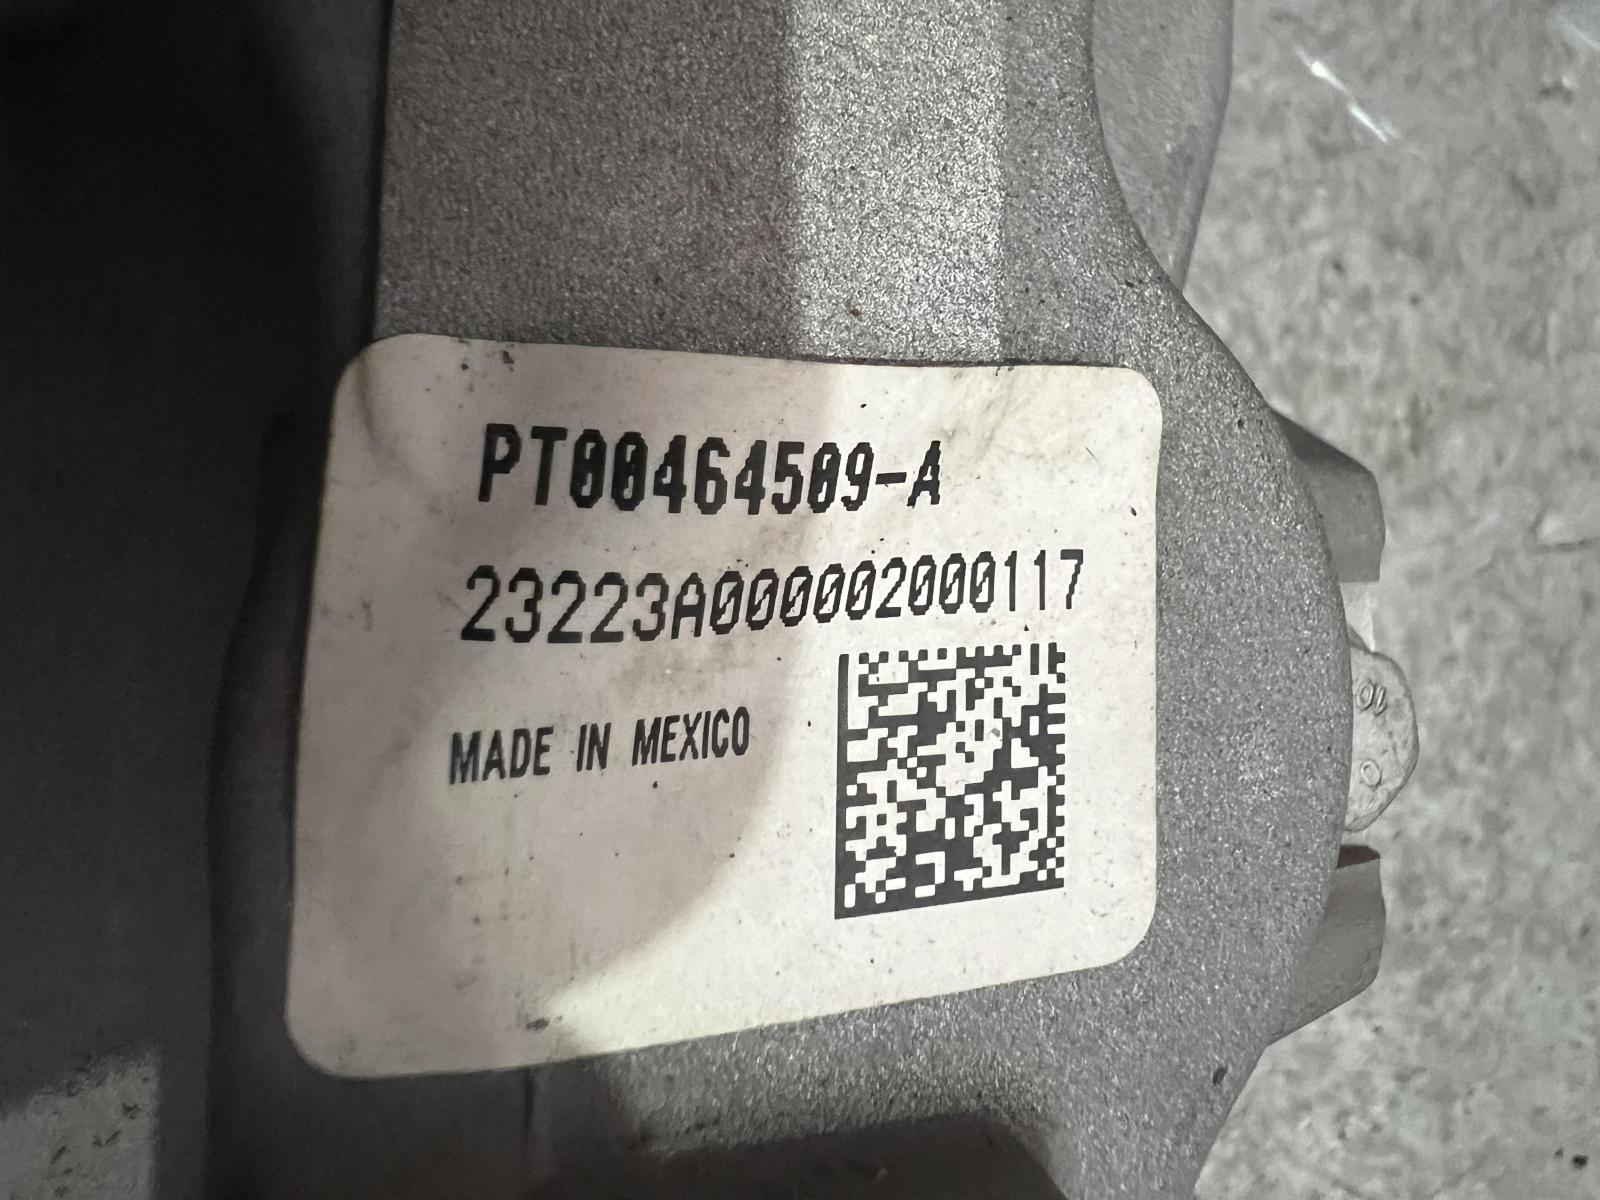 PT00464509-A
23223A000002000117
MADE IN MEXICO